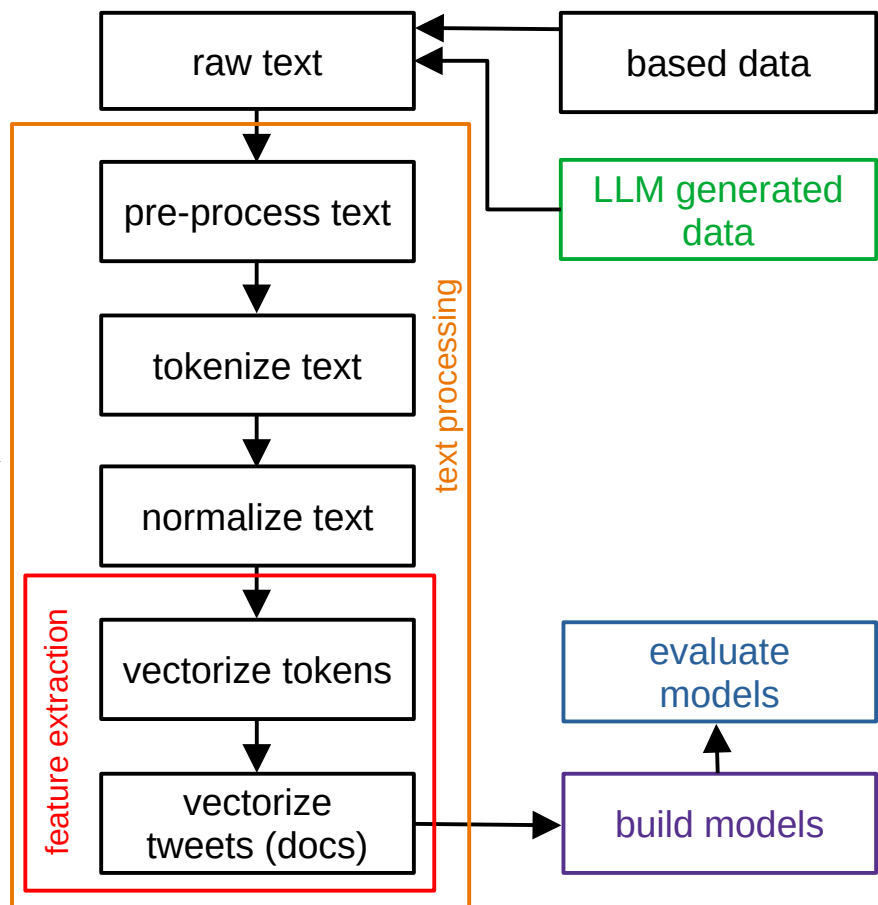 raw text
based data
pre-process text
LLM generated
data
tokenize text
text processing
normalize text
feature extraction
vectorize tokens
evaluate
models
vectorize
tweets (docs)
build models